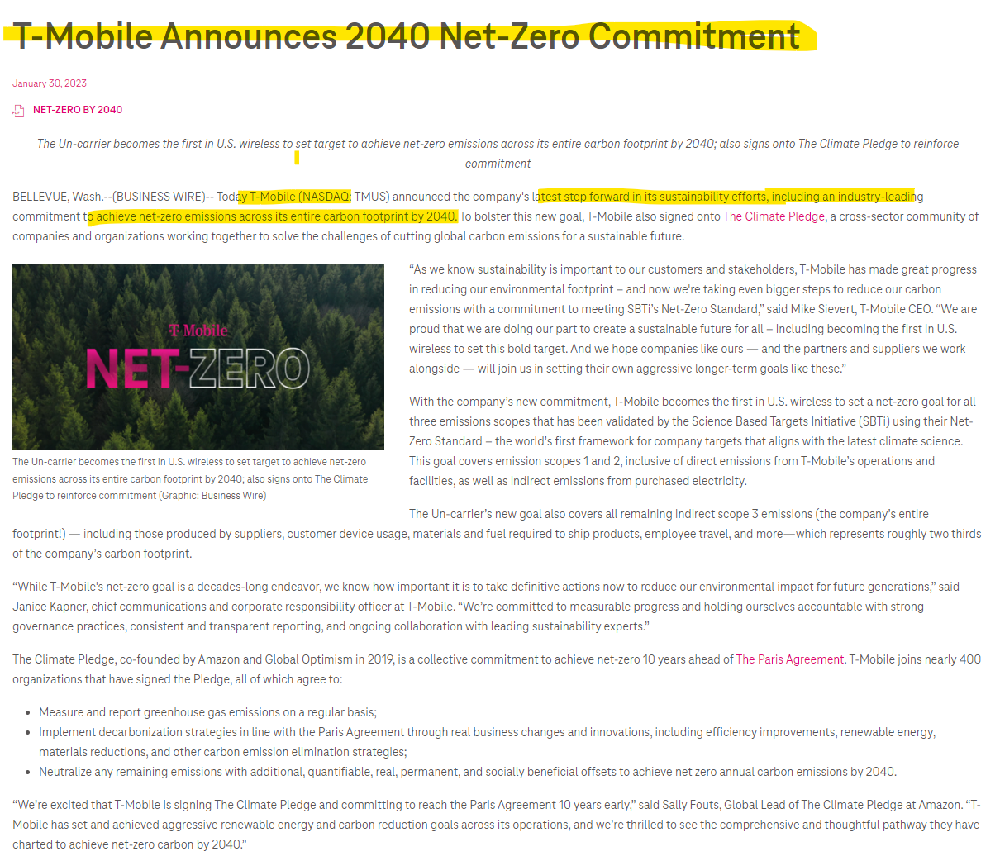 T-Mobile Announces 2040 Net-Zero Commitment
January 30, 2023
PDF
NET-ZERO BY 2040
The Un-carrier becomes the first in U.S. wireless to set target to achieve net-zero emissions across its entire carbon footprint by 2040; also signs onto The Climate Pledge to reinforce
commitment
BELLEVUE, Wash.--(BUSINESS WIRE)-- Today T-Mobile (NASDAQ: TMUS) announced the company's latest step forward in its sustainability efforts, including an industry-leading
commitment to achieve net-zero emissions across its entire carbon footprint by 2040. To bolster this new goal, T-Mobile also signed onto The Climate Pledge, a cross-sector community of
companies and organizations working together to solve the challenges of cutting global carbon emissions for a sustainable future.
T Mobile
NET-ZERO
The Un-carrier becomes the first in U.S. wireless to set target to achieve net-zero
emissions across its entire carbon footprint by 2040; also signs onto The Climate
Pledge to reinforce commitment (Graphic: Business Wire)
“As we know sustainability is important to our customers and stakeholders, T-Mobile has made great progress
in reducing our environmental footprint – and now we're taking even bigger steps to reduce our carbon
emissions with a commitment to meeting SBTi’s Net-Zero Standard,” said Mike Sievert, T-Mobile CEO. “We are
proud that we are doing our part to create a sustainable future for all – including becoming the first in U.S.
wireless to set this bold target. And we hope companies like ours — and the partners and suppliers we work
alongside — will join us in setting their own aggressive longer-term goals like these.”
With the company’s new commitment, T-Mobile becomes the first in U.S. wireless to set a net-zero goal for all
three emissions scopes that has been validated by the Science Based Targets Initiative (SBTi) using their Net-
Zero Standard – the world’s first framework for company targets that aligns with the latest climate science.
This goal covers emission scopes 1 and 2, inclusive of direct emissions from T-Mobile’s operations and
facilities, as well as indirect emissions from purchased electricity.
The Un-carrier’s new goal also covers all remaining indirect scope 3 emissions (the company’s entire
footprint!) — including those produced by suppliers, customer device usage, materials and fuel required to ship products, employee travel, and more—which represents roughly two thirds
of the company’s carbon footprint.
“While T-Mobile's net-zero goal is a decades-long endeavor, we know how important it is to take definitive actions now to reduce our environmental impact for future generations,” said
Janice Kapner, chief communications and corporate responsibility officer at T-Mobile. “We’re committed to measurable progress and holding ourselves accountable with strong
governance practices, consistent and transparent reporting, and ongoing collaboration with leading sustainability experts.”
The Climate Pledge, co-founded by Amazon and Global Optimism in 2019, is a collective commitment to achieve net-zero 10 years ahead of The Paris Agreement. T-Mobile joins nearly 400
organizations that have signed the Pledge, all of which agree to:
• Measure and report greenhouse gas emissions on a regular basis;
• Implement decarbonization strategies in line with the Paris Agreement through real business changes and innovations, including efficiency improvements, renewable energy,
materials reductions, and other carbon emission elimination strategies;
• Neutralize any remaining emissions with additional, quantifiable, real, permanent, and socially beneficial offsets to achieve net zero annual carbon emissions by 2040.
“We’re excited that T-Mobile is signing The Climate Pledge and committing to reach the Paris Agreement 10 years early,” said Sally Fouts, Global Lead of The Climate Pledge at Amazon. “T-
Mobile has set and achieved aggressive renewable energy and carbon reduction goals across its operations, and we’re thrilled to see the comprehensive and thoughtful pathway they have
charted to achieve net-zero carbon by 2040.”